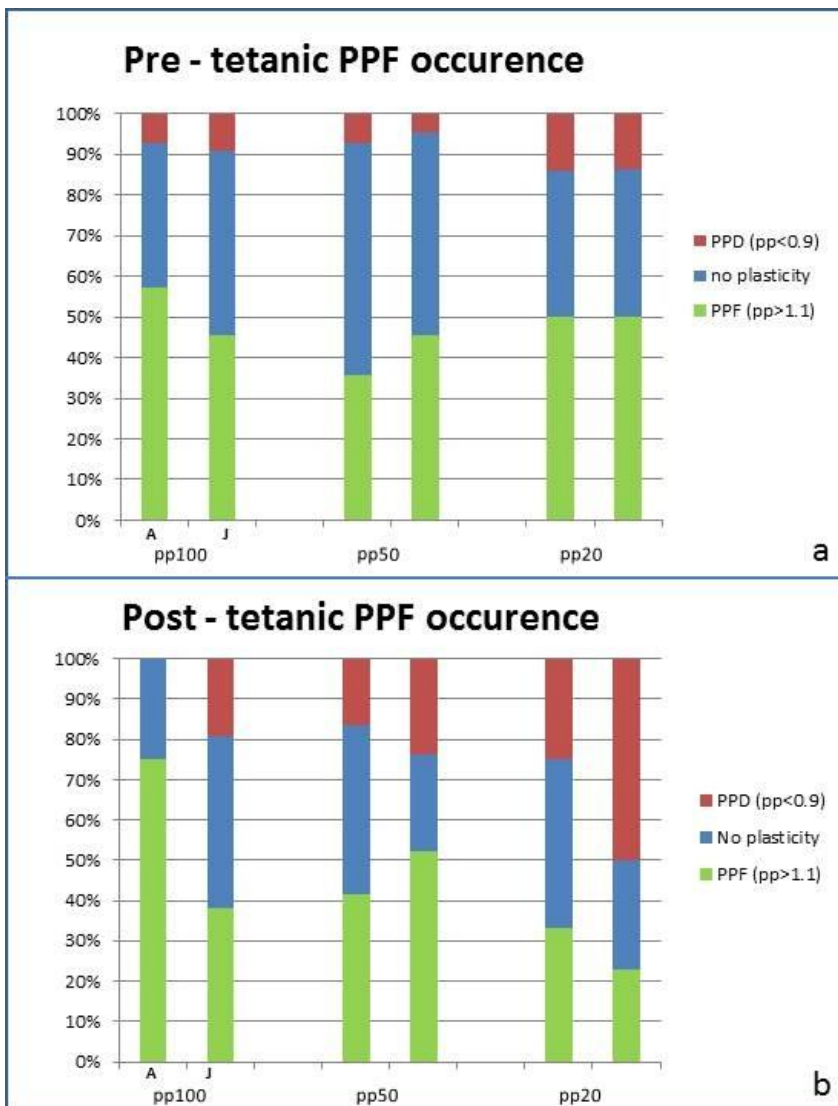 Pre - tetanic PPF occurence
100%
90%
80%
70%
60%
50%
40%
30%
20%
10%
0%
PPD (pp<0.9)
no plasticity
PPF (pp>1.1)
A J
pp100 pp50 pp20
a
Post - tetanic PPF occurence
100%
90%
80%
70%
60%
50%
40%
30%
20%
10%
0%
PPD (pp<0.9)
No plasticity
PPF (pp>1.1)
A J
pp100 pp50 pp20
b